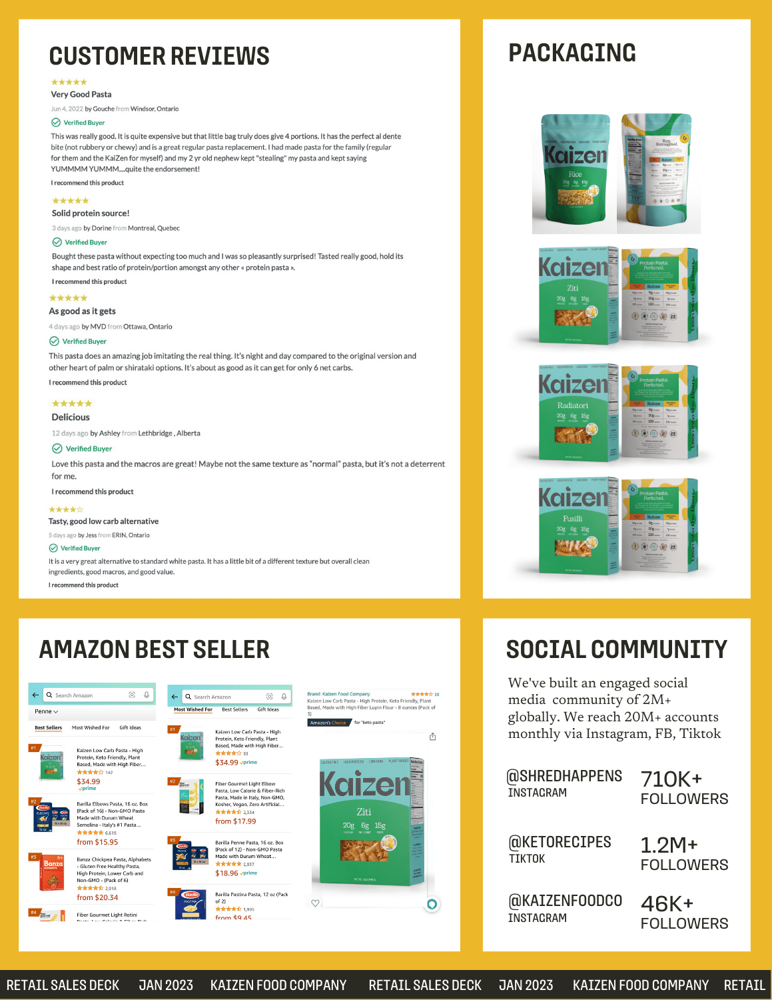 CUSTOMER REVIEWS
Very Good Pasta
Jun 4, 2022 by Gouche from Windsor, Ontario
Verified Buyer
This was really good. It is quite expensive but that little bag truly does give 4 portions. It has the perfect al dente
bite (not rubbery or chewy) and is a great regular pasta replacement. I had made pasta for the family (regular
for them and the KaiZen for myself) and my 2 yr old nephew kept "stealing" my pasta and kept saying
YUMMMM YUMMM....quite the endorsement!
I recommend this product
Solid protein source!
3 days ago by Dorine from Montreal, Quebec
Verified Buyer
Bought these pasta without expecting too much and I was so pleasantly surprised! Tasted really good, hold its
shape and best ratio of protein/portion amongst any other « protein pasta ».
I recommend this product
As good as it gets
4 days ago by MVD from Ottawa, Ontario
Verified Buyer
This pasta does an amazing job imitating the real thing. It's night and day compared to the original version and
other heart of palm or shirataki options. It's about as good as it can get for only 6 net carbs.
I recommend this product
Delicious
12 days ago by Ashley from Lethbridge , Alberta
Verified Buyer
Love this pasta and the macros are great! Maybe not the same texture as "normal" pasta, but it's not a deterrent
for me.
I recommend this product
Tasty, good low carb alternative
5 days ago by Jess from ERIN, Ontario
Verified Buyer
It is a very great alternative to standard white pasta. It has a little bit of a different texture but overall clean
ingredients, good macros, and good value.
I recommend this product
PACKAGING
Kaizen
Rice
20g 6g 15g
Rice,
Reimagined.
Kaizen
Kaizen
Ziti
20g 6g 15g
Protein Pasta,
Perfected.
Kaizen
Kaizen
Radiatori
20g 6g 15g
Protein Pasta,
Perfected.
Kaizen
Kaizen
Fusilli
20g 6g 15g
Protein Pasta,
Perfected.
Kaizen
AMAZON BEST SELLER
Search Amazon
Penne
Best Sellers Most Wished For Gift Ideas
#1
Kaizen Low Carb Pasta - High
Protein, Keto Friendly, Plant
Based, Made with High Fiber...
142
$34.99
prime
#2
Barilla Elbows Pasta, 16 oz. Box
(Pack of 16) - Non-GMO Pasta
Made with Durum Wheat
Semolina - Italy's #1 Pasta...
6,619
from $15.95
#3
Banza Chickpea Pasta, Alphabets
- Gluten Free Healthy Pasta,
High Protein, Lower Carb and
Non-GMO - (Pack of 6)
2,018
from $20.34
#4
Fiber Gourmet Light Rotini
Search Amazon
Most Wished For Best Sellers Gift Ideas
#1
Kaizen Low Carb Pasta - High
Protein, Keto Friendly, Plant
Based, Made with High Fiber...
83
$34.99 prime
#2
Fiber Gourmet Light Elbow
Pasta, Low Calorie & Fiber-Rich
Pasta, Made in Italy, Non-GMO,
Kosher, Vegan, Zero Artificial...
2,334
from $17.99
#3
Barilla Penne Pasta, 16 oz. Box
(Pack of 12) - Non-GMO Pasta
Made with Durum Wheat...
2,037
$18.96 prime
#4
Barilla Pastina Pasta, 12 oz (Pack
of 2)
1,995
from $9.45
Brand: Kaizen Food Company 59
Kaizen Low Carb Pasta - High Protein, Keto Friendly, Plant
Based, Made with High Fiber Lupin Flour - 8 ounces (Pack of
3)
Amazon's Choice for "keto pasta"
GLUTEN FREE HIGH PROTEIN LOW CARB PLANT-BASED
Kaizen
Ziti
20g 6g 15g
PROTEIN NET CARBS FIBER
SOCIAL COMMUNITY
We've built an engaged social
media community of 2M+
globally. We reach 20M+ accounts
monthly via Instagram, FB, Tiktok
@SHREDHAPPENS
INSTAGRAM
710K+
FOLLOWERS
@KETORECIPES
TIKTOK
1.2M+
FOLLOWERS
@KAIZENFOODCO
INSTAGRAM
46K+
FOLLOWERS
RETAIL SALES DECK JAN 2023 KAIZEN FOOD COMPANY RETAIL SALES DECK JAN 2023 KAIZEN FOOD COMPANY RETAIL